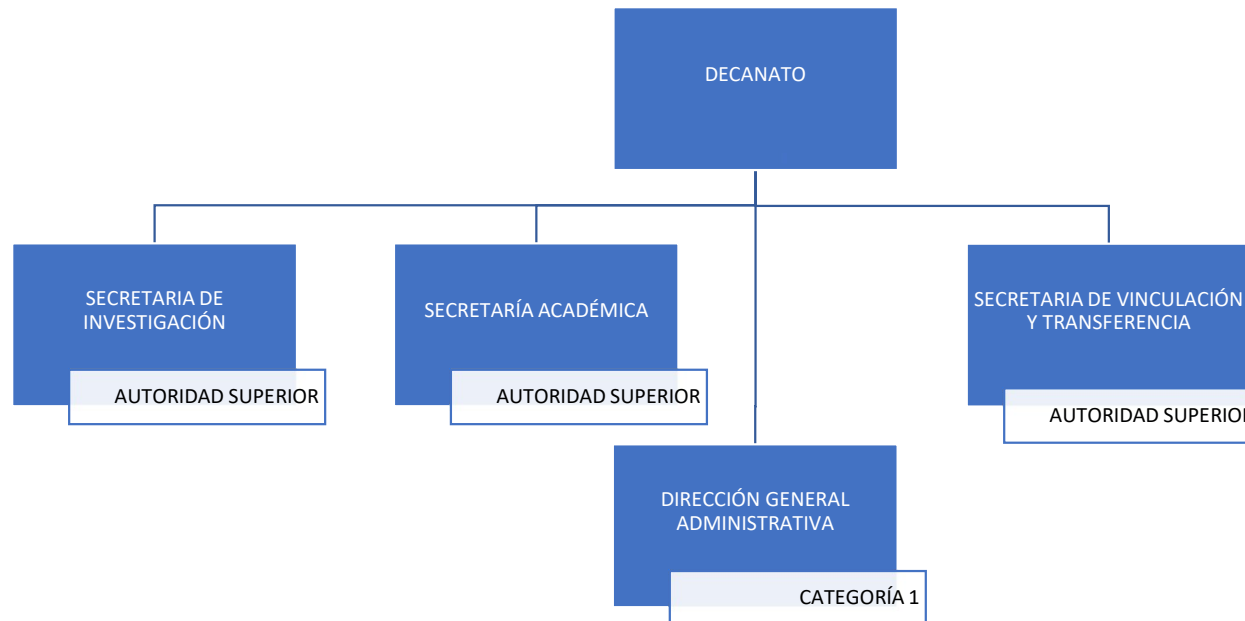 DECANATO
SECRETARIA DE
INVESTIGACIÓN
AUTORIDAD SUPERIOR
SECRETARÍA ACADÉMICA
AUTORIDAD SUPERIOR
SECRETARIA DE VINCULACIÓN
Y TRANSFERENCIA
AUTORIDAD SUPERIOR
DIRECCIÓN GENERAL
ADMINISTRATIVA
CATEGORÍA 1